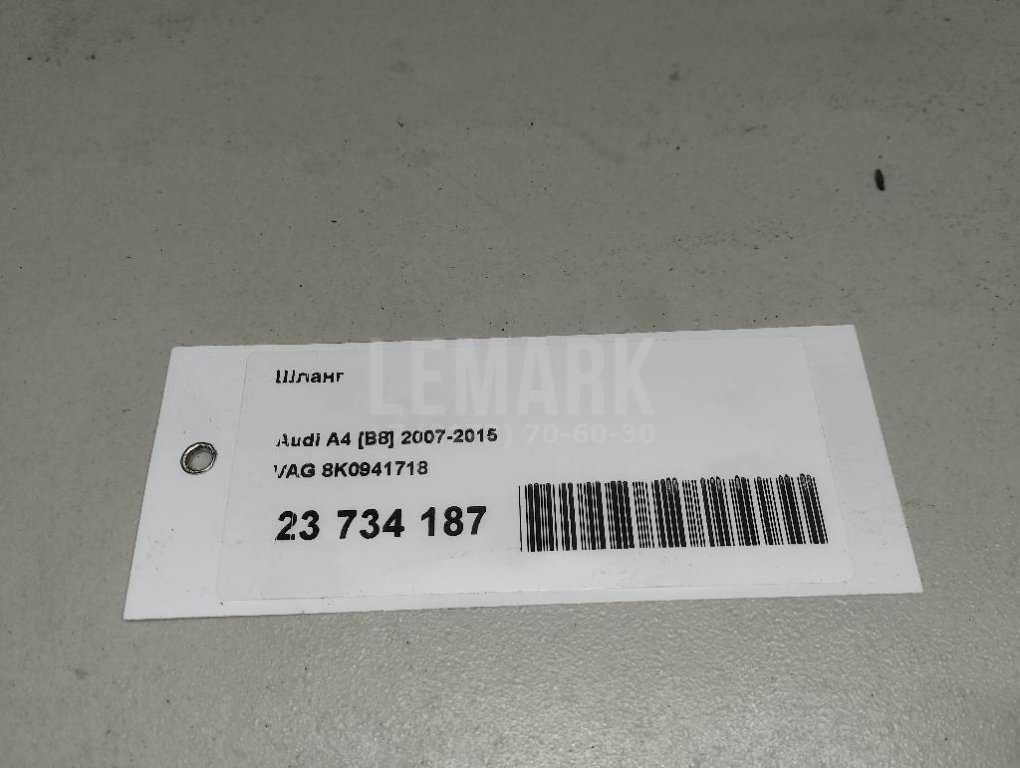 LEMARK
Шланг
) 70-60-30
Audi A4 [B8] 2007-2015
VAG 8K0941718
23 734 187